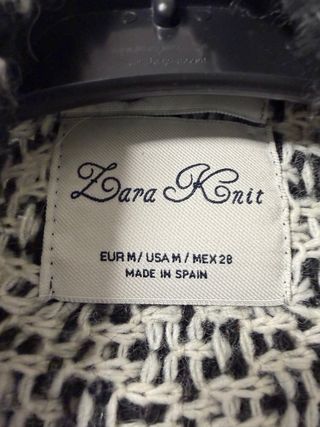 Zara Knit
EUR M / USA M / MEX 28
MADE IN SPAIN